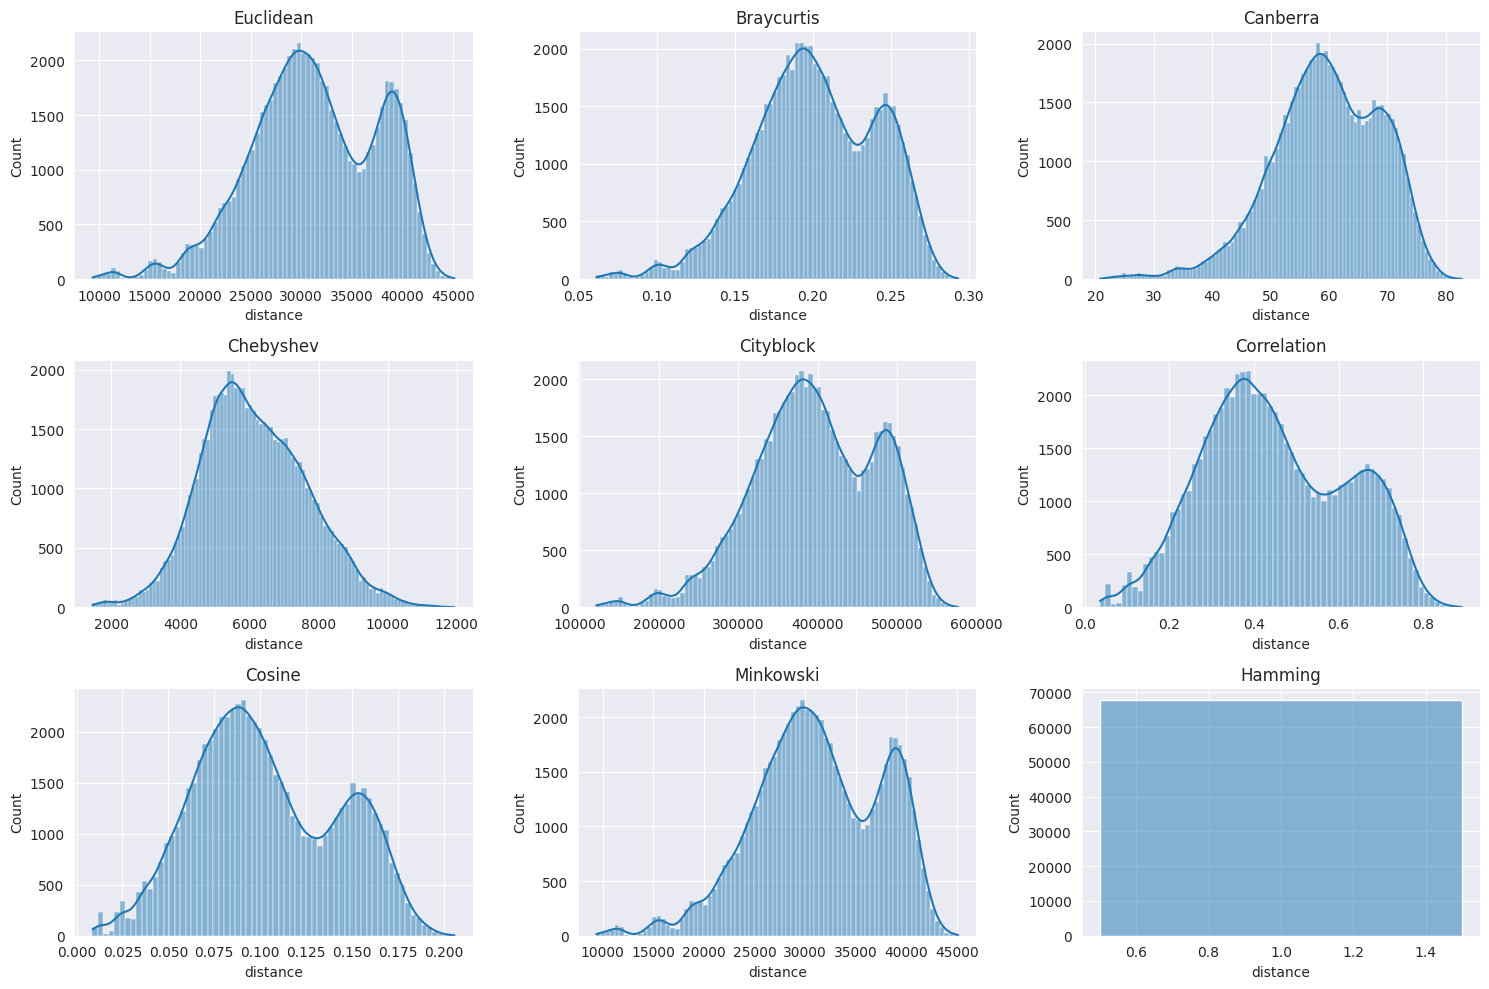 Euclidean
Count
2000
1500
1000
500
0
10000 15000 20000 25000 30000 35000 40000 45000
distance
Braycurtis
Count
2000
1500
1000
500
0
0.05 0.10 0.15 0.20 0.25 0.30
distance
Canberra
Count
2000
1500
1000
500
0
20 30 40 50 60 70 80
distance
Chebyshev
Count
2000
1500
1000
500
0
2000 4000 6000 8000 10000 12000
distance
Cityblock
Count
2000
1500
1000
500
0
100000 200000 300000 400000 500000 600000
distance
Correlation
Count
2000
1500
1000
500
0
0.0 0.2 0.4 0.6 0.8
distance
Cosine
Count
2000
1500
1000
500
0
0.000 0.025 0.050 0.075 0.100 0.125 0.150 0.175 0.200
distance
Minkowski
Count
2000
1500
1000
500
0
10000 15000 20000 25000 30000 35000 40000 45000
distance
Hamming
Count
70000
60000
50000
40000
30000
20000
10000
0
0.6 0.8 1.0 1.2 1.4
distance